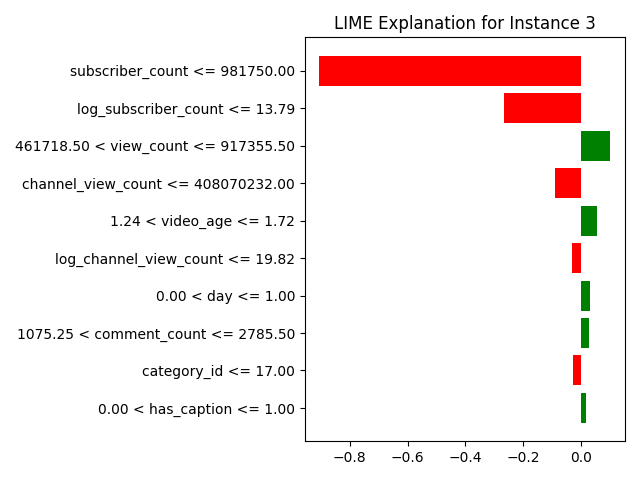 LIME Explanation for Instance 3
subscriber_count <= 981750.00
log_subscriber_count <= 13.79
461718.50 < view_count <= 917355.50
channel_view_count <= 408070232.00
1.24 < video_age <= 1.72
log_channel_view_count <= 19.82
0.00 < day <= 1.00
1075.25 < comment_count <= 2785.50
category_id <= 17.00
0.00 < has_caption <= 1.00
−0.8 −0.6 −0.4 −0.2 0.0